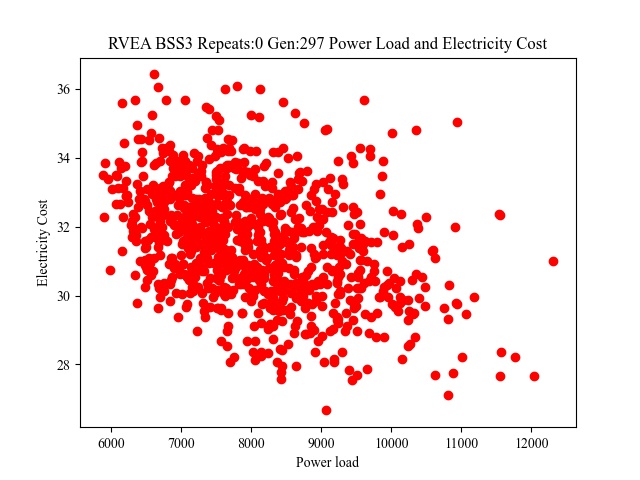 RVEA BSS3 Repeats:0 Gen:297 Power Load and Electricity Cost
36
34
32
30
28
Electricity Cost
6000 7000 8000 9000 10000 11000 12000
Power load